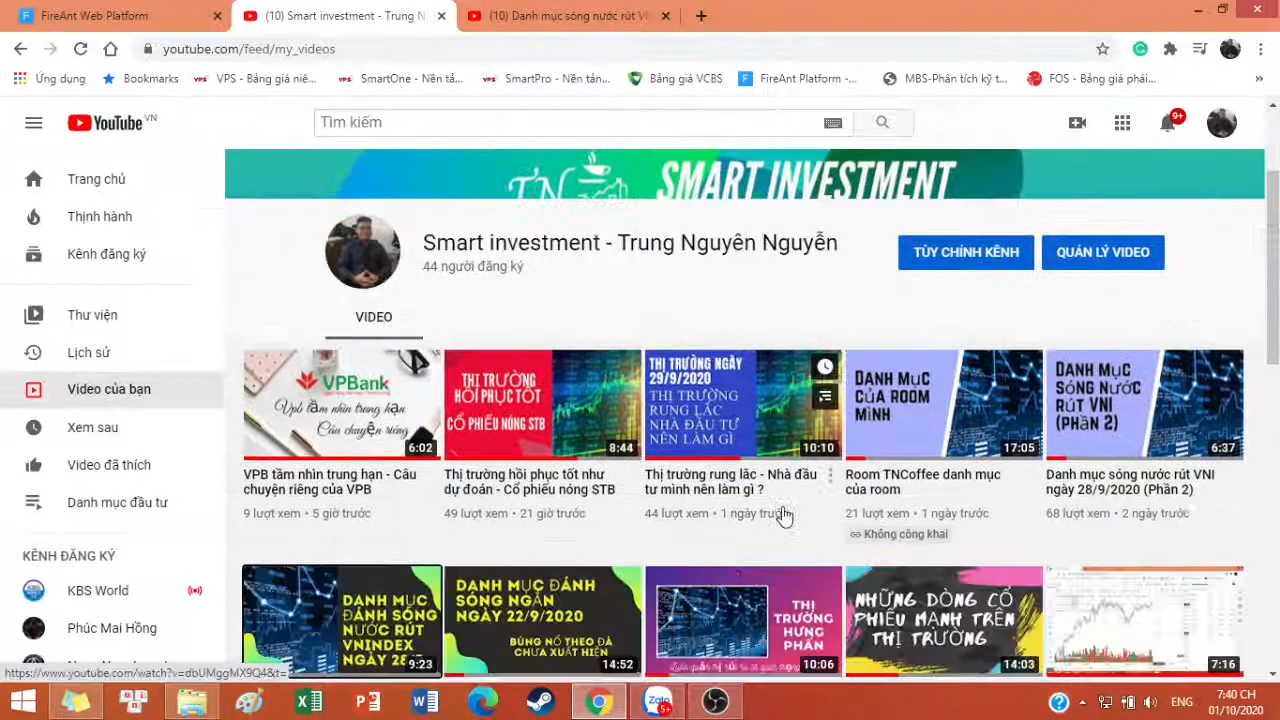 FireAnt Web Platform
(10) Smart investment - Trung N
(10) Danh mục sóng nước rút V
youtube.com/feed/my_videos
Ứng dụng
Bookmarks
VPS - Bảng giá niê...
SmartOne - Nền tả...
SmartPro - Nền tản...
Bảng giá VCBS
FireAnt Platform -...
MBS-Phân tích kỹ t...
FOS - Bảng giá phái...
YouTube VN
Tìm kiếm
9+
Trang chủ
Thịnh hành
Kênh đăng ký
Thư viện
Lịch sử
Video của bạn
Xem sau
Video đã thích
Danh mục đầu tư
KÊNH ĐĂNG KÝ
KBS World
Phúc Mai Hồng
TN
SMART INVESTMENT
Smart investment - Trung Nguyên Nguyễn
44 người đăng ký
TÙY CHỈNH KÊNH
QUẢN LÝ VIDEO
VIDEO
VPBank
Vpb tầm nhìn trung hạn -
Câu chuyện riêng
6:02
VPB tầm nhìn trung hạn - Câu
chuyện riêng của VPB
9 lượt xem • 5 giờ trước
THỊ TRƯỜNG
HỒI PHỤC TỐT
CỔ PHIẾU NÓNG STB
8:44
Thị trường hồi phục tốt như
dự đoán - Cổ phiếu nóng STB
49 lượt xem • 21 giờ trước
THỊ TRƯỜNG NGÀY
29/9/2020
THỊ TRƯỜNG
RUNG LẮC
NHÀ ĐẦU TƯ
NÊN LÀM GÌ
10:10
Thị trường rung lắc - Nhà đầu
tư mình nên làm gì ?
44 lượt xem • 1 ngày trước
DANH MỤC
CỦA ROOM
MÌNH
17:05
Room TNCoffee danh mục
của room
21 lượt xem • 1 ngày trước
Không công khai
DANH MỤC
SÓNG NƯỚC
RÚT VNI
(PHẦN 2)
6:37
Danh mục sóng nước rút VNI
ngày 28/9/2020 (Phần 2)
68 lượt xem • 2 ngày trước
DANH MỤC
ĐÁNH SÓNG
NƯỚC RÚT
VNINDEX
9:23
DANH MỤC ĐÁNH
SÓNG NGẮN
NGÀY 22/9/2020
BÙNG NỔ THEO ĐÀ
CHƯA XUẤT HIỆN
14:52
THỊ
TRƯỜNG
HƯNG
PHẤN
10:06
NHỮNG DÒNG CỔ
PHIẾU MẠNH TRÊN
THỊ TRƯỜNG
14:03
7:16
https://www.youtube.com/watch?v=dbUMggMX9Q4&t=
5+
ENG
7:40 CH
01/10/2020